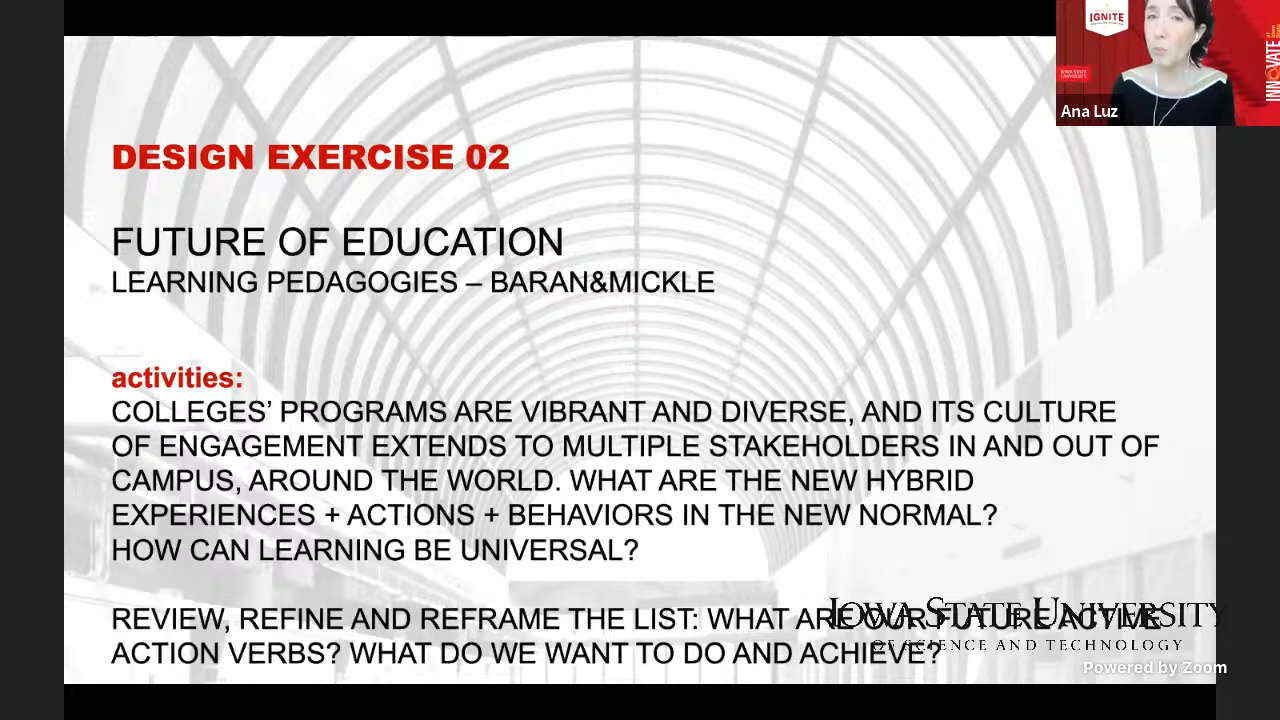 IGNITE
IOWA STATE
UNIVERSITY
INNOVATE
Ana Luz
DESIGN EXERCISE 02
FUTURE OF EDUCATION
LEARNING PEDAGOGIES – BARAN&MICKLE
activities:
COLLEGES’ PROGRAMS ARE VIBRANT AND DIVERSE, AND ITS CULTURE
OF ENGAGEMENT EXTENDS TO MULTIPLE STAKEHOLDERS IN AND OUT OF
CAMPUS, AROUND THE WORLD. WHAT ARE THE NEW HYBRID
EXPERIENCES + ACTIONS + BEHAVIORS IN THE NEW NORMAL?
HOW CAN LEARNING BE UNIVERSAL?
REVIEW, REFINE AND REFRAME THE LIST: WHAT ARE OUR FUTURE ACTIVE
ACTION VERBS? WHAT DO WE WANT TO DO AND ACHIEVE?
IOWA STATE UNIVERSITY
OF SCIENCE AND TECHNOLOGY
Powered by Zoom